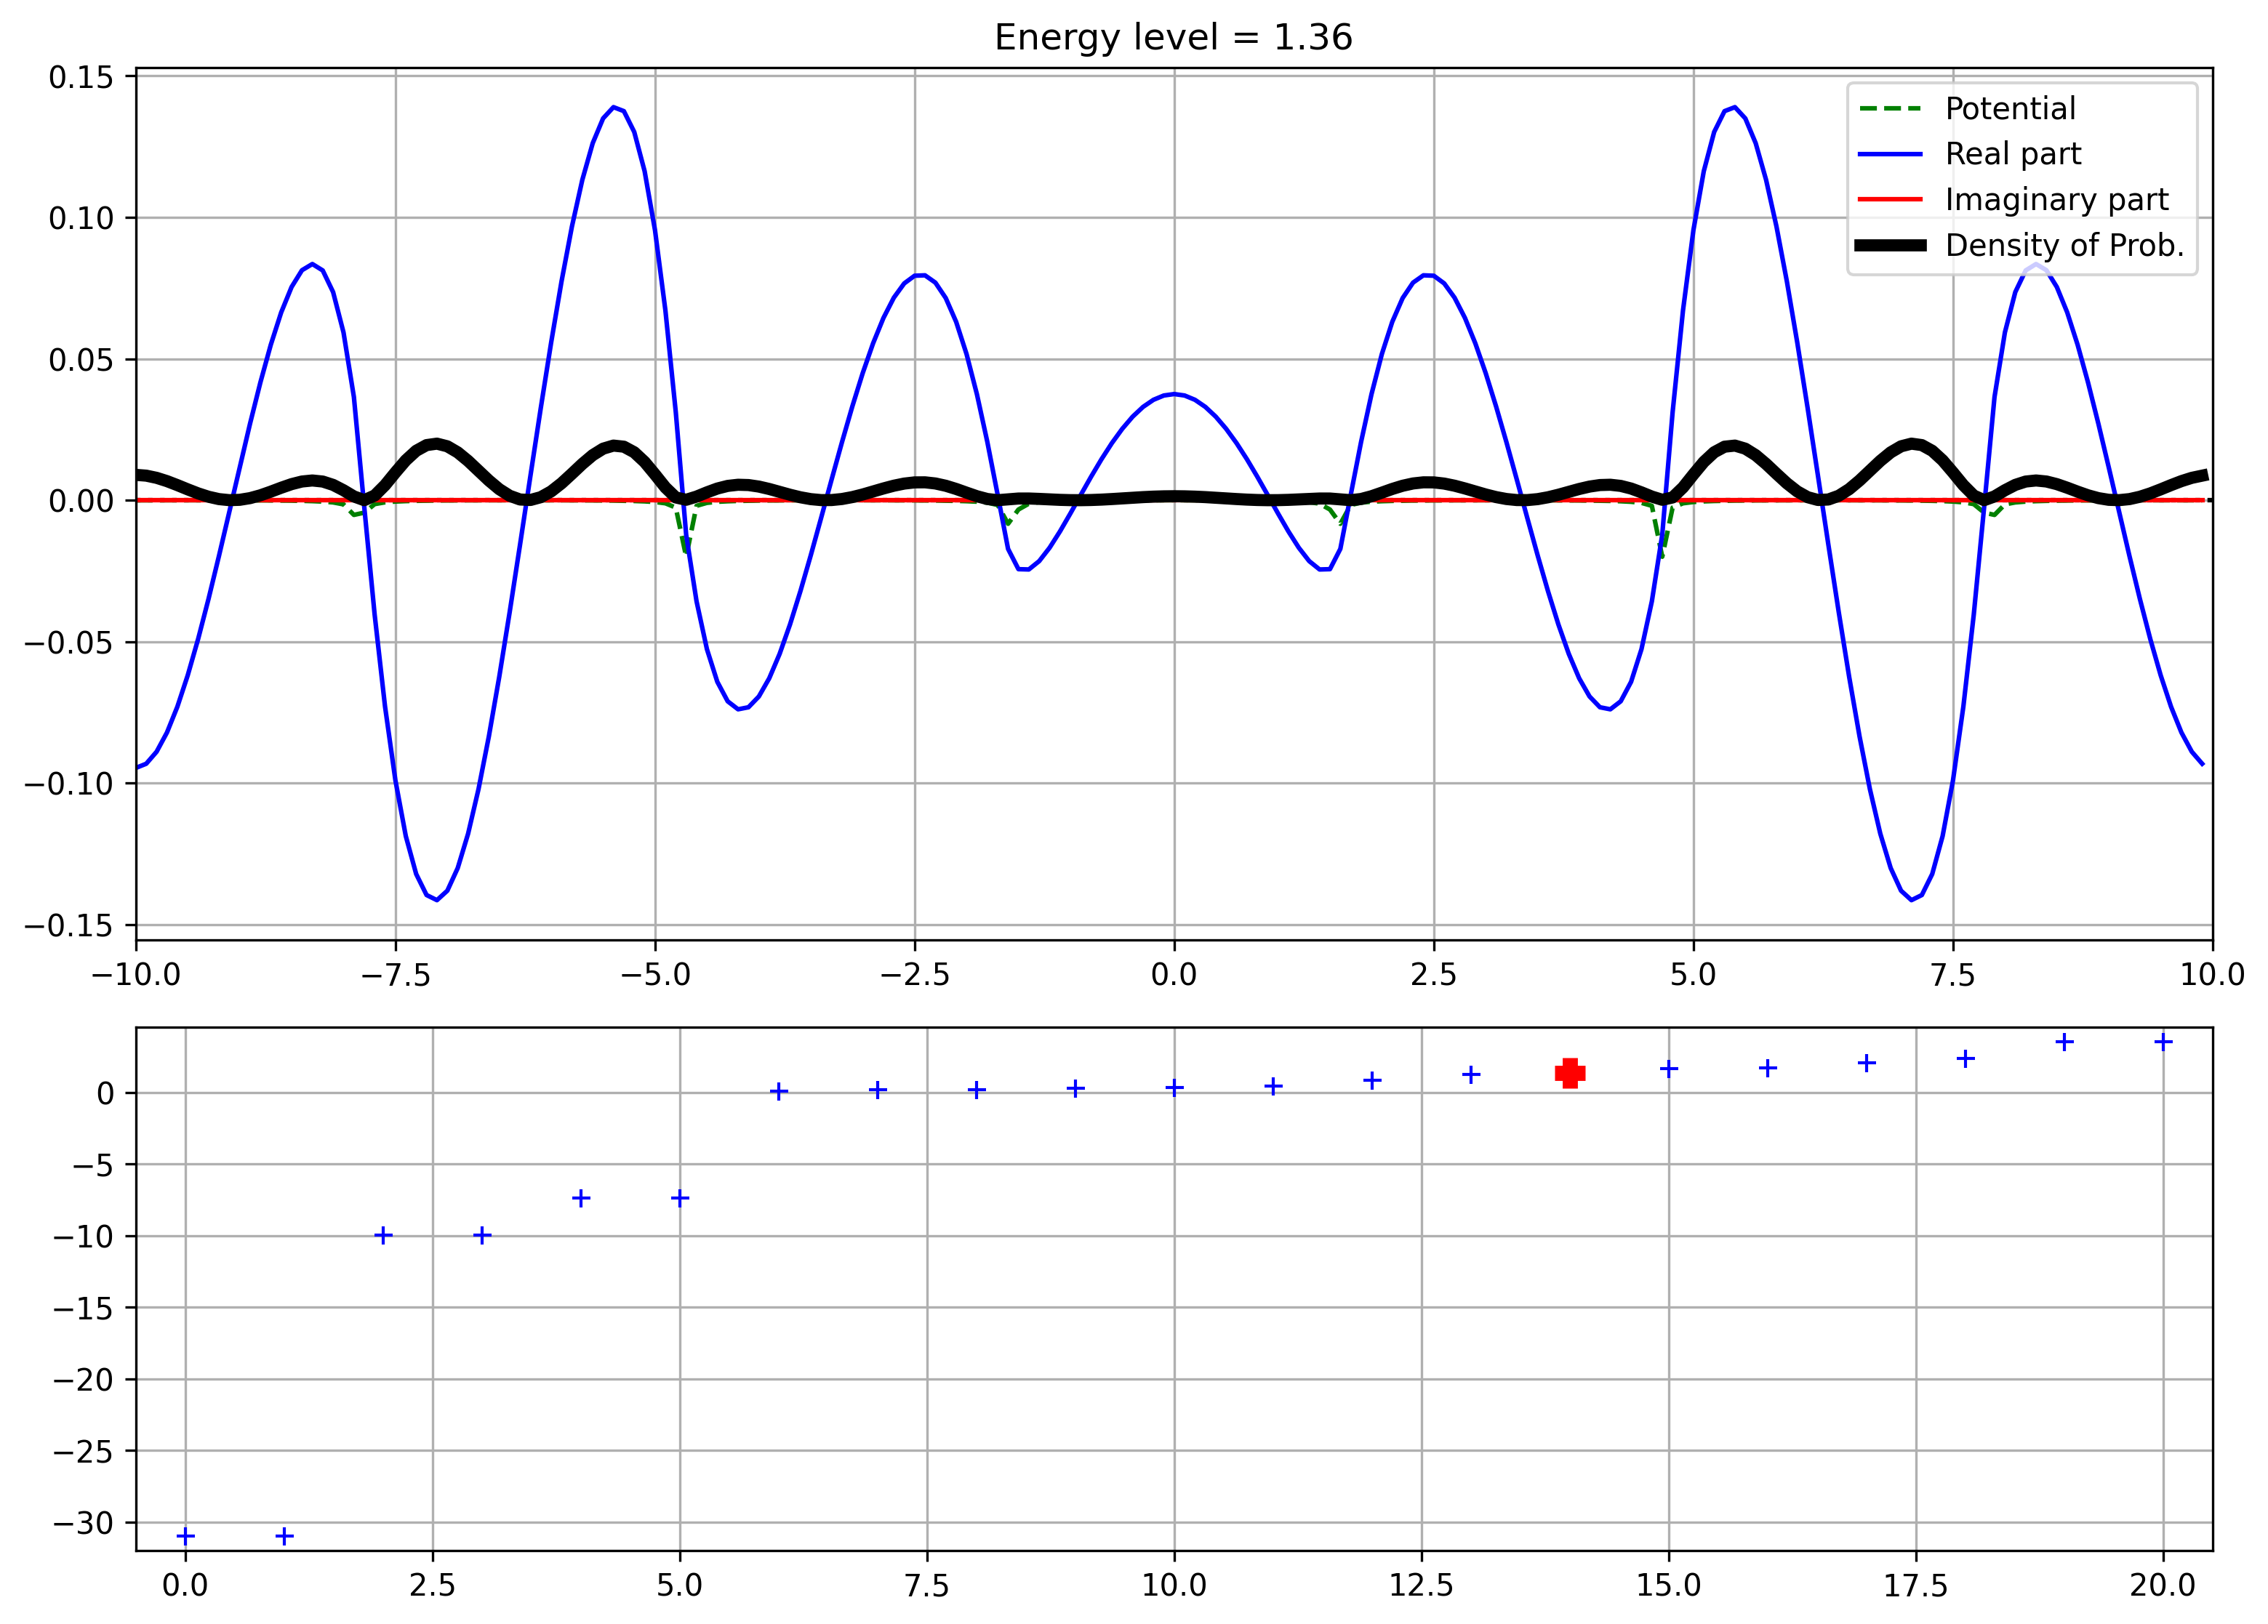 Energy level = 1.36
0.15
0.10
0.05
0.00
−0.05
−0.10
−0.15
Potential
Real part
Imaginary part
Density of Prob.
−10.0 −7.5 −5.0 −2.5 0.0 2.5 5.0 7.5 10.0
0
−5
−10
−15
−20
−25
−30
0.0 2.5 5.0 7.5 10.0 12.5 15.0 17.5 20.0